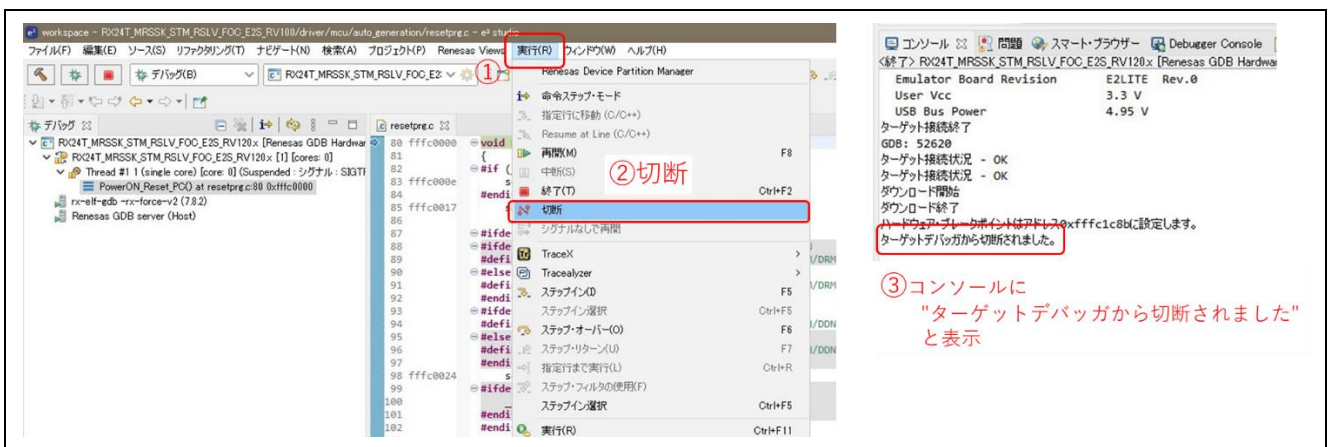 workspace - RX24T_MRSSK_STM_RSLV_FOC_E2S_RV100/driver/mcu/auto_generation/resetprg.c - e² studio
ファイル(F) 編集(E) ソース(S) リファクタリング(T) ナビゲート(N) 検索(A) プロジェクト(P) Renesas Views 実行(R) ウィンドウ(W) ヘルプ(H)
デバッグ(B)
RX24T_MRSSK_STM_RSLV_FOC_E2
①
デバッグ
RX24T_MRSSK_STM_RSLV_FOC_E2S_RV120x [Renesas GDB Hardwar
RX24T_MRSSK_STM_RSLV_FOC_E2S_RV120x [1] [cores: 0]
Thread #1 1 (single core) [core: 0] (Suspended : シグナル : SIGTF
PowerON_Reset_PC() at resetprg.c:80 0xfffc0000
rx-elf-gdb -rx-force-v2 (7.8.2)
Renesas GDB server (Host)
resetprg.c
80 fffc0000 void
81 {
82 #if (
83 fffc000e s
84 #endi
85 fffc0017 s
86
87 #ifde
88 #ifde
89 #defi /DRM
90 #else
91 #defi /DRM
92 #endi
93 #ifde
94 #defi /DDN
95 #else
96 #defi /DDN
97 #endi
98 fffc0024 s
99 #ifde
100 _
101 #endi
102 #endi
Renesas Device Partition Manager
命令ステップ・モード
指定行に移動 (C/C++)
Resume at Line (C/C++)
再開(M) F8
中断(S)
②切断
終了(T) Ctrl+F2
切断
シグナルなしで再開
TraceX >
Tracealyzer >
ステップイン(I) F5
ステップイン選択 Ctrl+F5
ステップ・オーバー(O) F6
ステップ・リターン(U) F7
指定行まで実行(L) Ctrl+R
ステップ・フィルタの使用(F)
ステップイン選択 Ctrl+F5
実行(R) Ctrl+F11
コンソール 問題 スマート・ブラウザー Debugger Console
<終了> RX24T_MRSSK_STM_RSLV_FOC_E2S_RV120x [Renesas GDB Hardwar
Emulator Board Revision E2LITE Rev.0
User Vcc 3.3 V
USB Bus Power 4.95 V
ターゲット接続終了
GDB: 52620
ターゲット接続状況 - OK
ターゲット接続状況 - OK
ダウンロード開始
ダウンロード終了
ハードウェア・ブレークポイントはアドレス0xfffc1c8bに設定します。
ターゲットデバッガから切断されました。
③コンソールに
"ターゲットデバッガから切断されました"
と表示